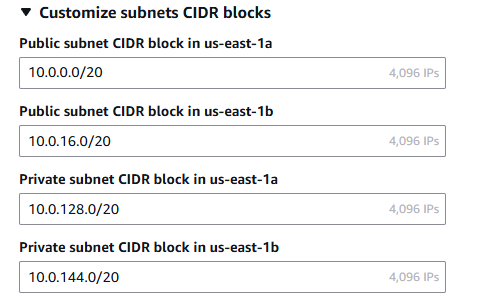 ▼ Customize subnets CIDR blocks
Public subnet CIDR block in us-east-1a
10.0.0.0/20 4,096 IPs
Public subnet CIDR block in us-east-1b
10.0.16.0/20 4,096 IPs
Private subnet CIDR block in us-east-1a
10.0.128.0/20 4,096 IPs
Private subnet CIDR block in us-east-1b
10.0.144.0/20 4,096 IPs